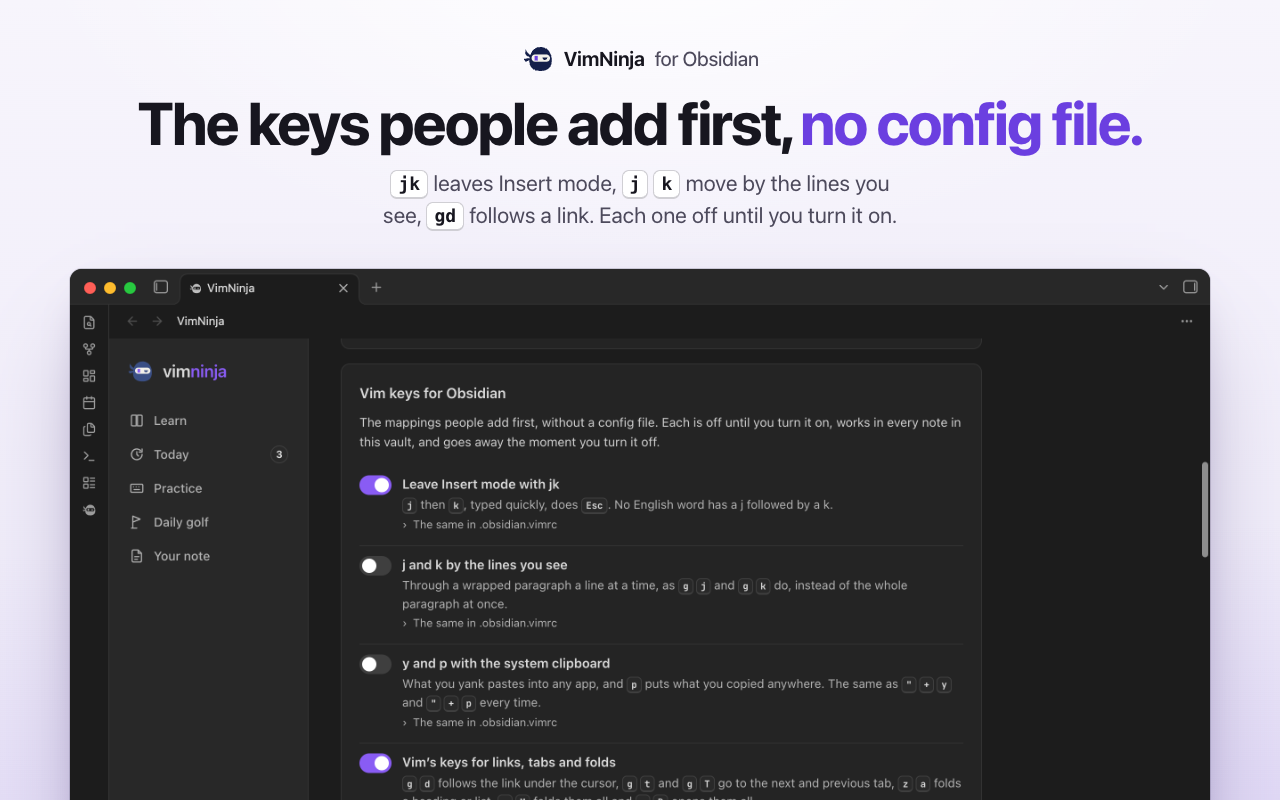 VimNinja for Obsidian
The keys people add first, no config file.
jk leaves Insert mode, j k move by the lines you
see, gd follows a link. Each one off until you turn it on.
VimNinja
VimNinja
vimninja
Learn
Today 3
Practice
Daily golf
Your note
Vim keys for Obsidian
The mappings people add first, without a config file. Each is off until you turn it on, works in every note in
this vault, and goes away the moment you turn it off.
Leave Insert mode with jk
j then k, typed quickly, does Esc. No English word has a j followed by a k.
› The same in .obsidian.vimrc
j and k by the lines you see
Through a wrapped paragraph a line at a time, as g j and g k do, instead of the whole
paragraph at once.
› The same in .obsidian.vimrc
y and p with the system clipboard
What you yank pastes into any app, and p puts what you copied anywhere. The same as " + y
and " + p every time.
› The same in .obsidian.vimrc
Vim’s keys for links, tabs and folds
g d follows the link under the cursor, g t and g T go to the next and previous tab, z a folds